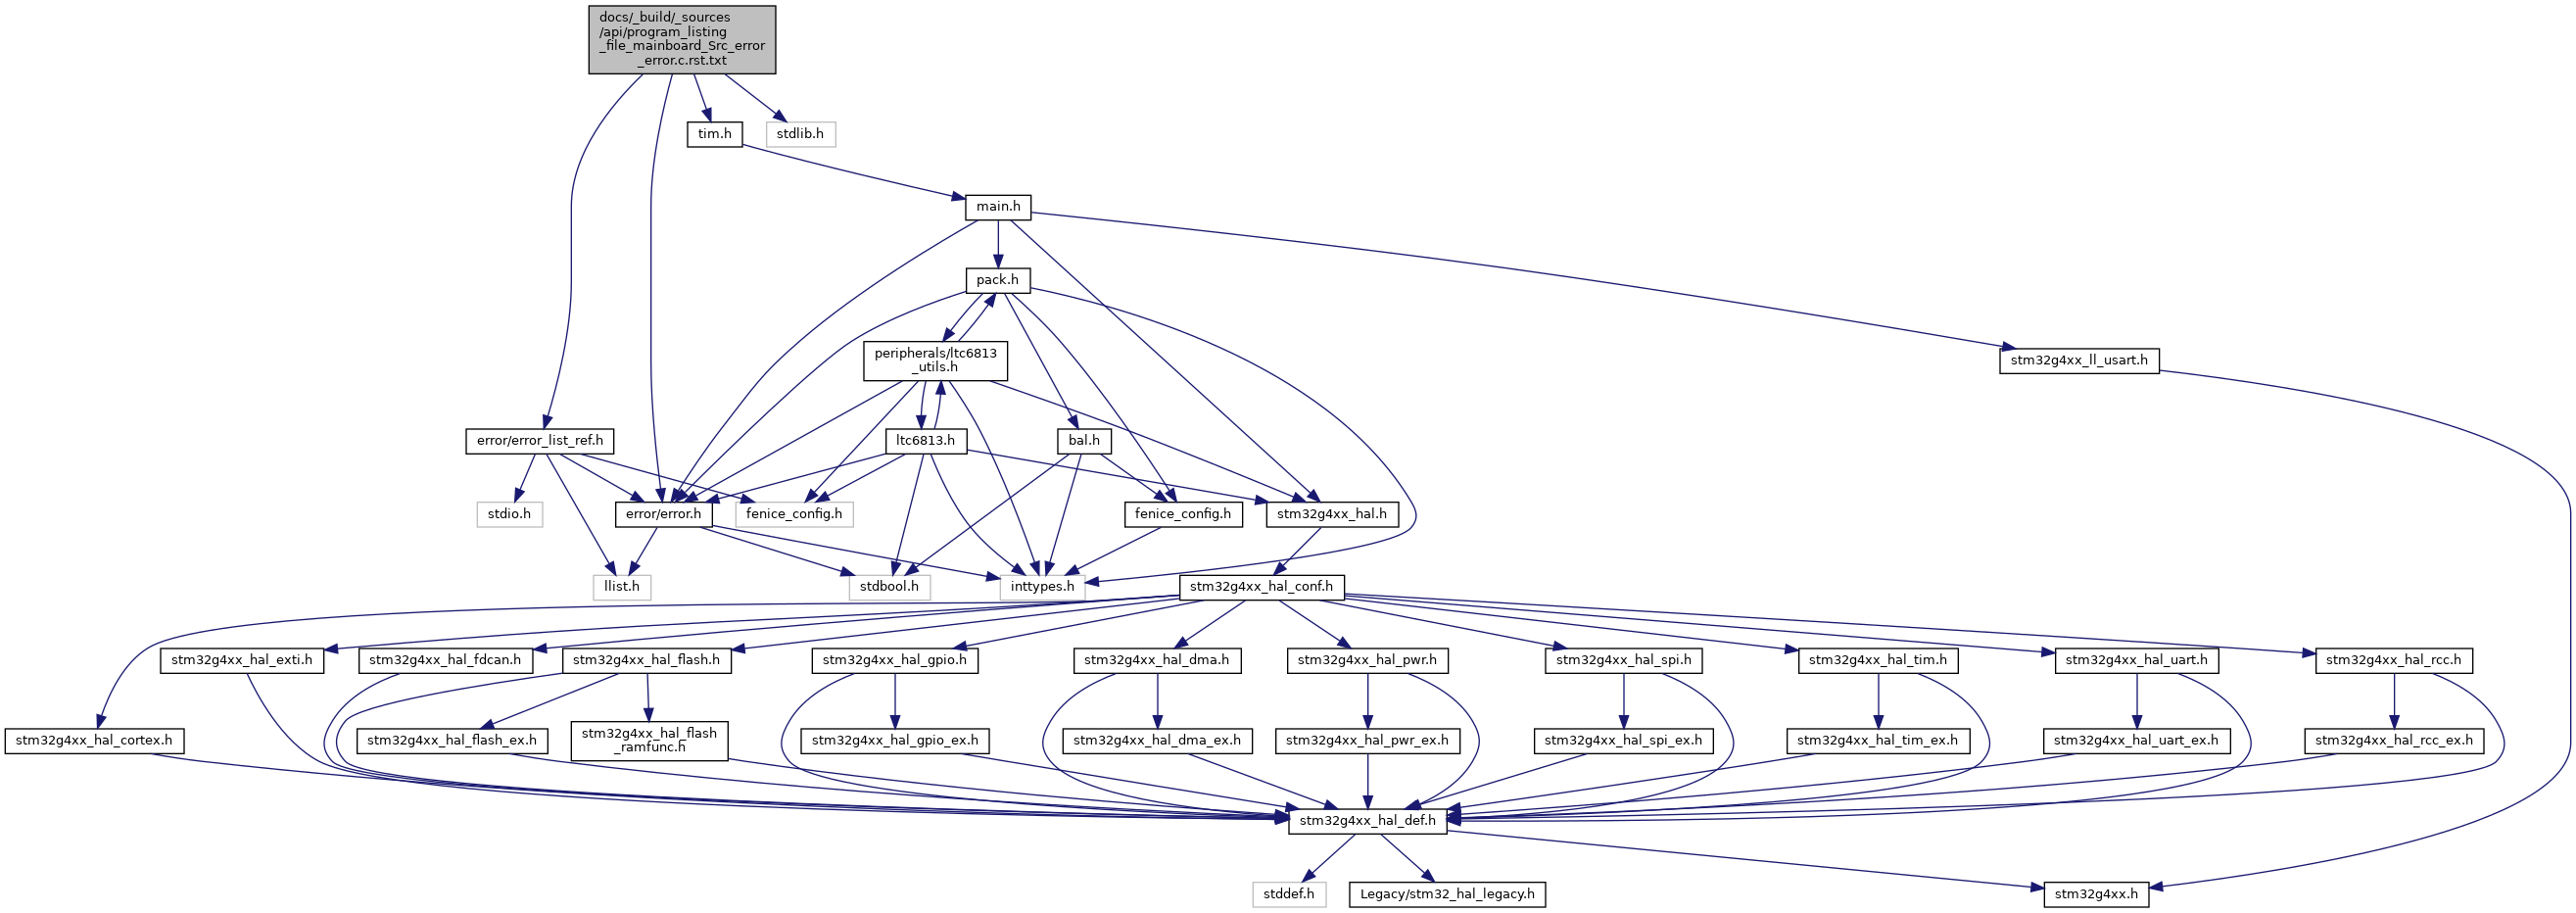 docs/_build/_sources
/api/program_listing
_file_mainboard_Src_error
_error.c.rst.txt
tim.h
stdlib.h
main.h
pack.h
peripherals/ltc6813
_utils.h
stm32g4xx_ll_usart.h
error/error_list_ref.h
ltc6813.h
bal.h
stdio.h
error/error.h
fenice_config.h
fenice_config.h
stm32g4xx_hal.h
llist.h
stdbool.h
inttypes.h
stm32g4xx_hal_conf.h
stm32g4xx_hal_exti.h
stm32g4xx_hal_fdcan.h
stm32g4xx_hal_flash.h
stm32g4xx_hal_gpio.h
stm32g4xx_hal_dma.h
stm32g4xx_hal_pwr.h
stm32g4xx_hal_spi.h
stm32g4xx_hal_tim.h
stm32g4xx_hal_uart.h
stm32g4xx_hal_rcc.h
stm32g4xx_hal_cortex.h
stm32g4xx_hal_flash_ex.h
stm32g4xx_hal_flash
_ramfunc.h
stm32g4xx_hal_gpio_ex.h
stm32g4xx_hal_dma_ex.h
stm32g4xx_hal_pwr_ex.h
stm32g4xx_hal_spi_ex.h
stm32g4xx_hal_tim_ex.h
stm32g4xx_hal_uart_ex.h
stm32g4xx_hal_rcc_ex.h
stm32g4xx_hal_def.h
stddef.h
Legacy/stm32_hal_legacy.h
stm32g4xx.h